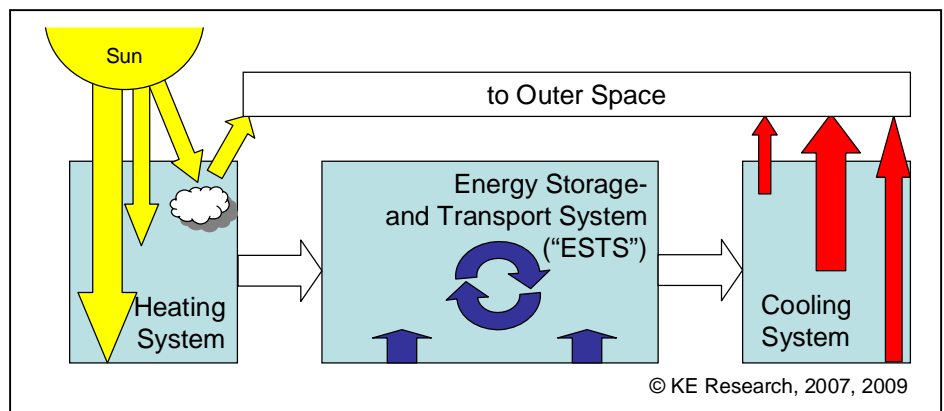 Sun
to Outer Space
Energy Storage-
and Transport System
(“ESTS”)
Heating
System
Cooling
System
© KE Research, 2007, 2009